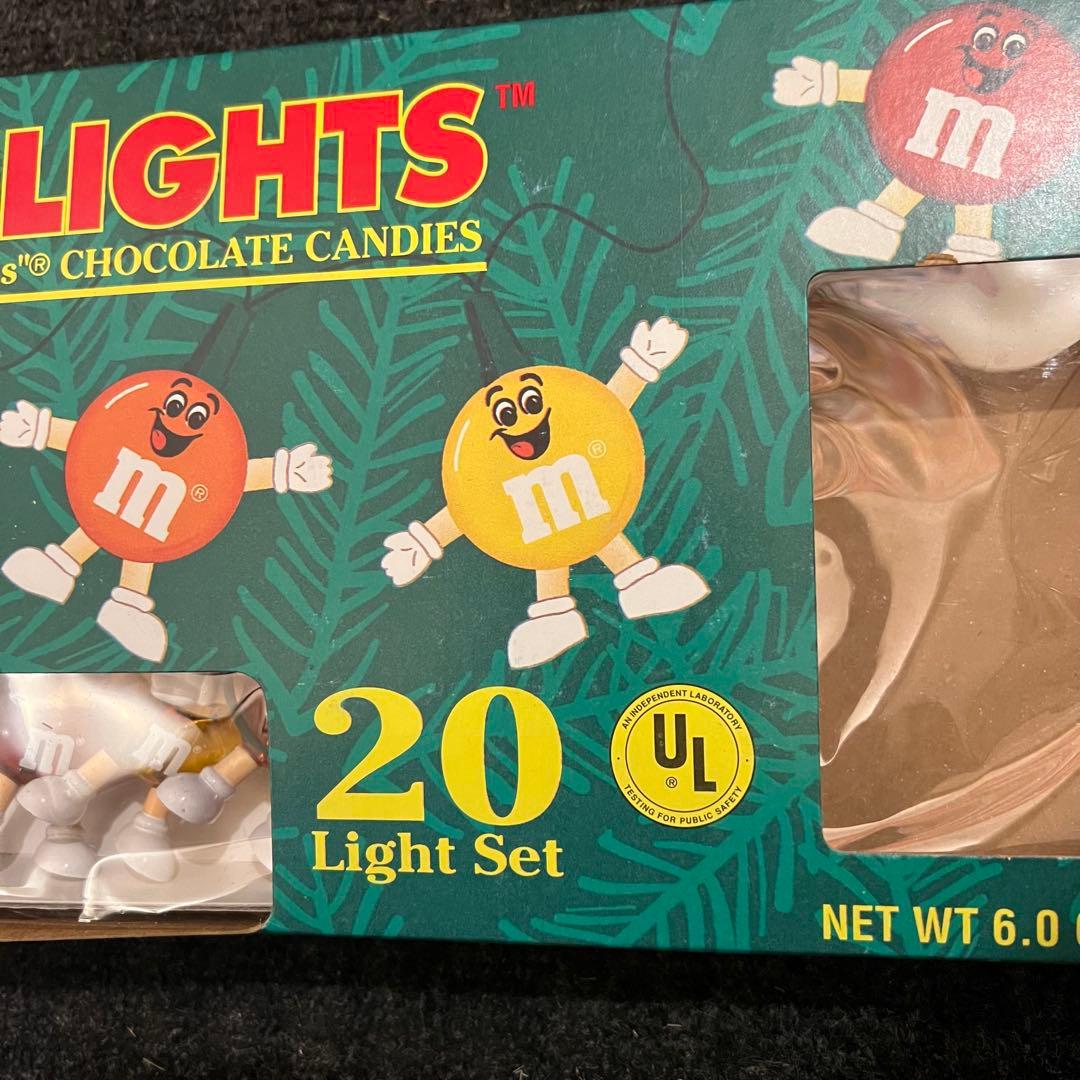 LIGHTS™
s"® CHOCOLATE CANDIES
m
m®
m®
m
m
20
Light Set
AN INDEPENDENT LABORATORY
UL
®
TESTING FOR PUBLIC SAFETY
NET WT 6.0